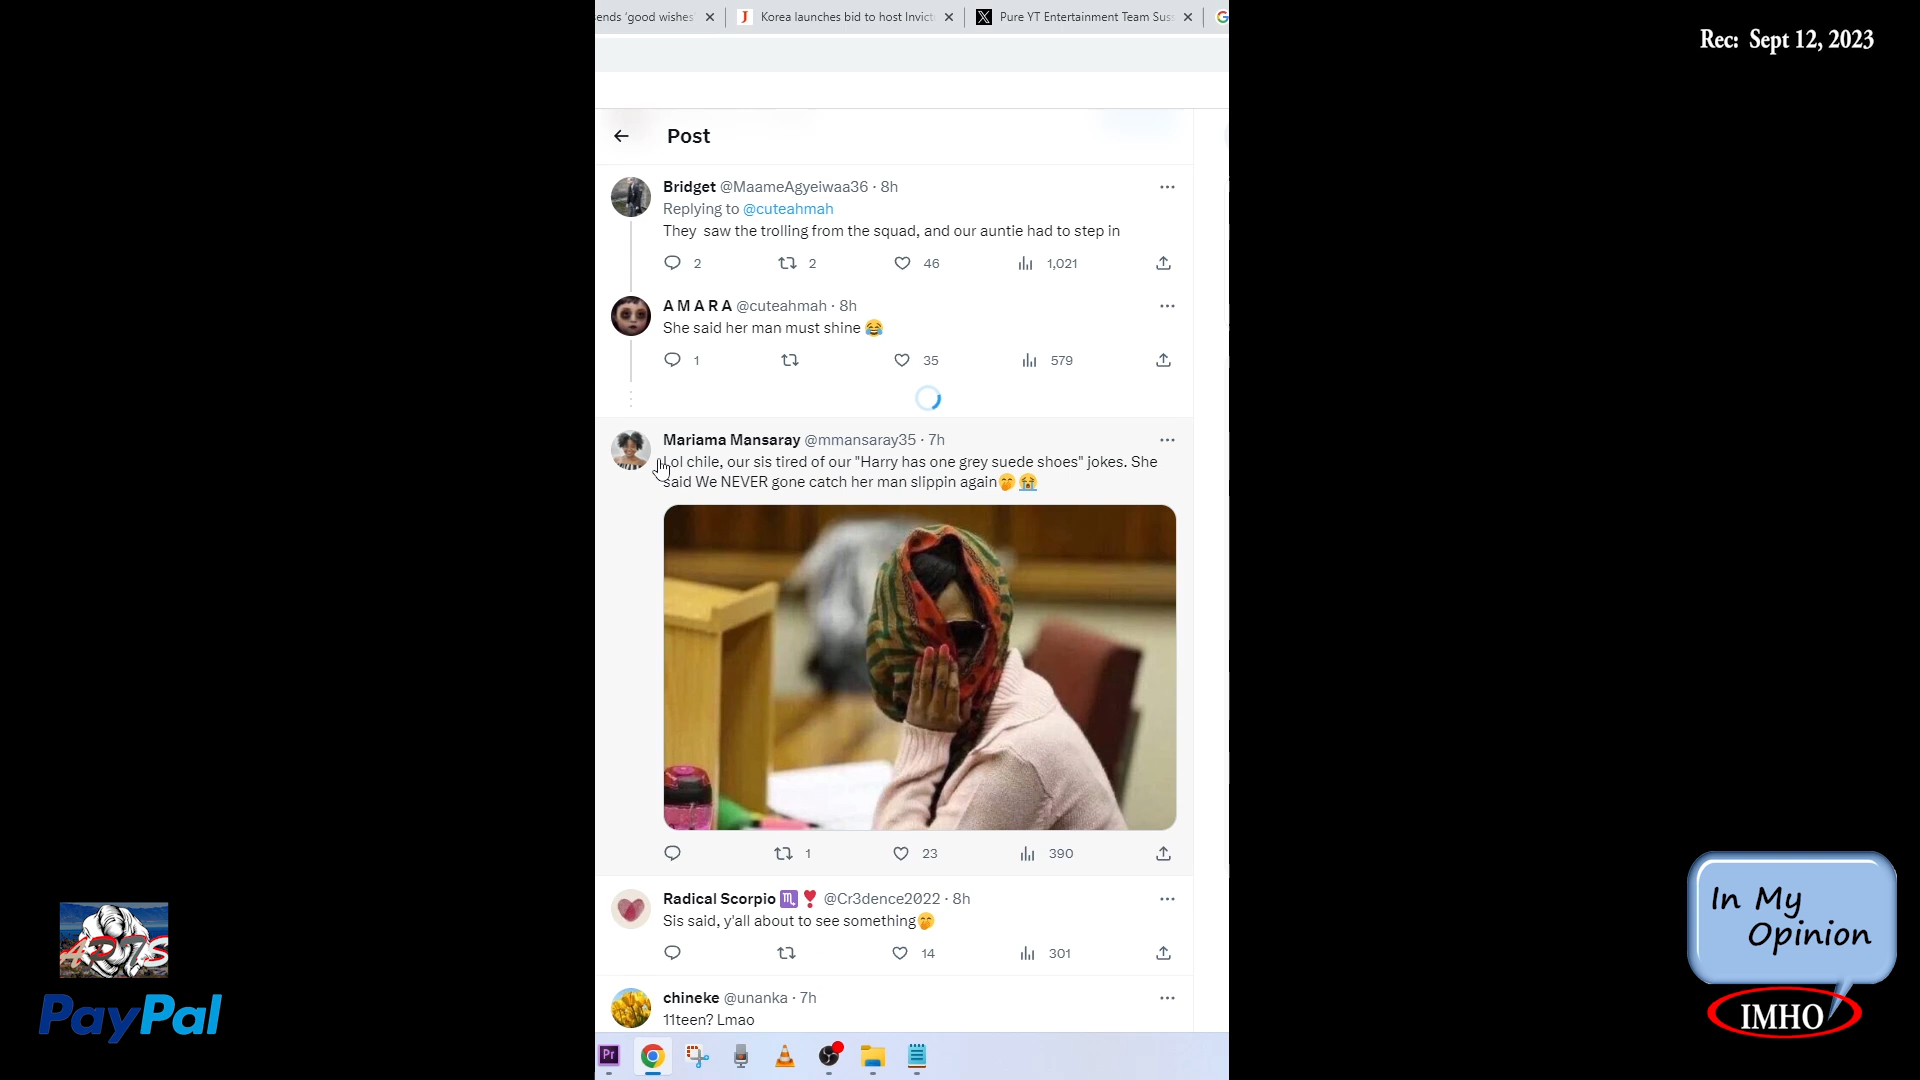 ends 'good wishes'
Korea launches bid to host Invict
Pure YT Entertainment Team Sus
Rec: Sept 12, 2023
Post
Bridget @MaameAgyeiwaa36 · 8h
Replying to @cuteahmah
They saw the trolling from the squad, and our auntie had to step in
2 2 46 1,021
A M A R A @cuteahmah · 8h
She said her man must shine 😂
1 35 579
Mariama Mansaray @mmansaray35 · 7h
Lol chile, our sis tired of our "Harry has one grey suede shoes" jokes. She
said We NEVER gone catch her man slippin again🤭😭
1 23 390
Radical Scorpio ♏❣️ @Cr3dence2022 · 8h
Sis said, y'all about to see something🤭
14 301
chineke @unanka · 7h
11teen? Lmao
Pr
PayPal
In My
Opinion
IMHO